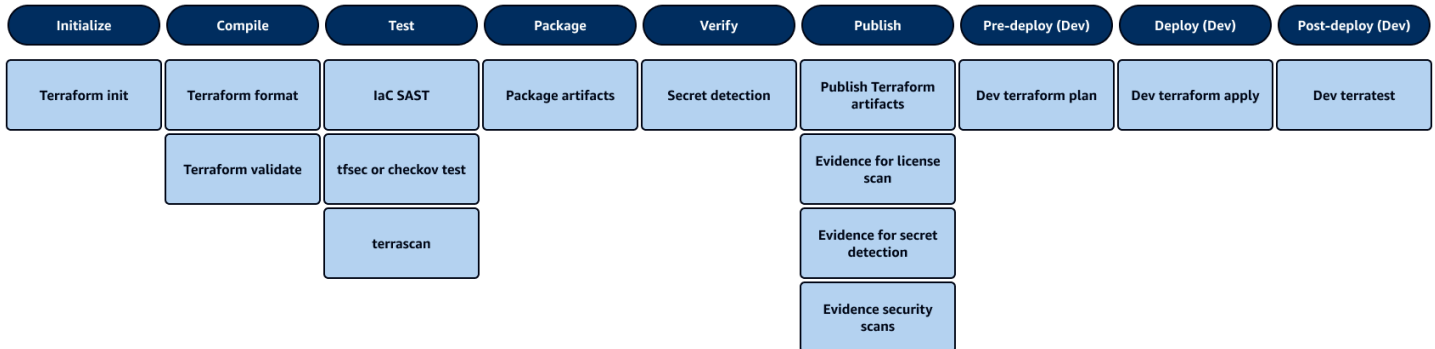 Initialize
Compile
Test
Package
Verify
Publish
Pre-deploy (Dev)
Deploy (Dev)
Post-deploy (Dev)
Terraform init
Terraform format
IaC SAST
Package artifacts
Secret detection
Publish Terraform
artifacts
Dev terraform plan
Dev terraform apply
Dev terratest
Terraform validate
tfsec or checkov test
Evidence for license
scan
terrascan
Evidence for secret
detection
Evidence security
scans